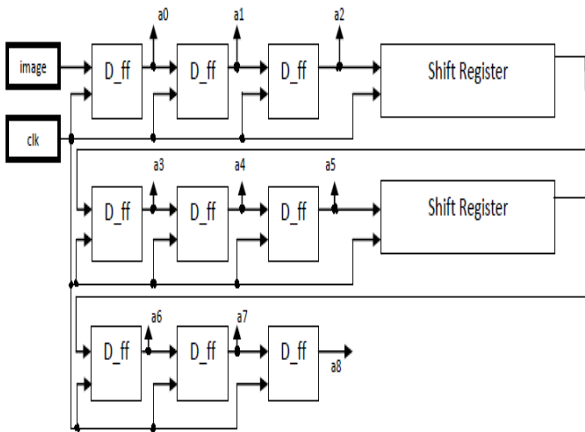 a0 a1 a2
image D_ff D_ff D_ff Shift Register
clk
a3 a4 a5
D_ff D_ff D_ff Shift Register
a6 a7
D_ff D_ff D_ff
a8